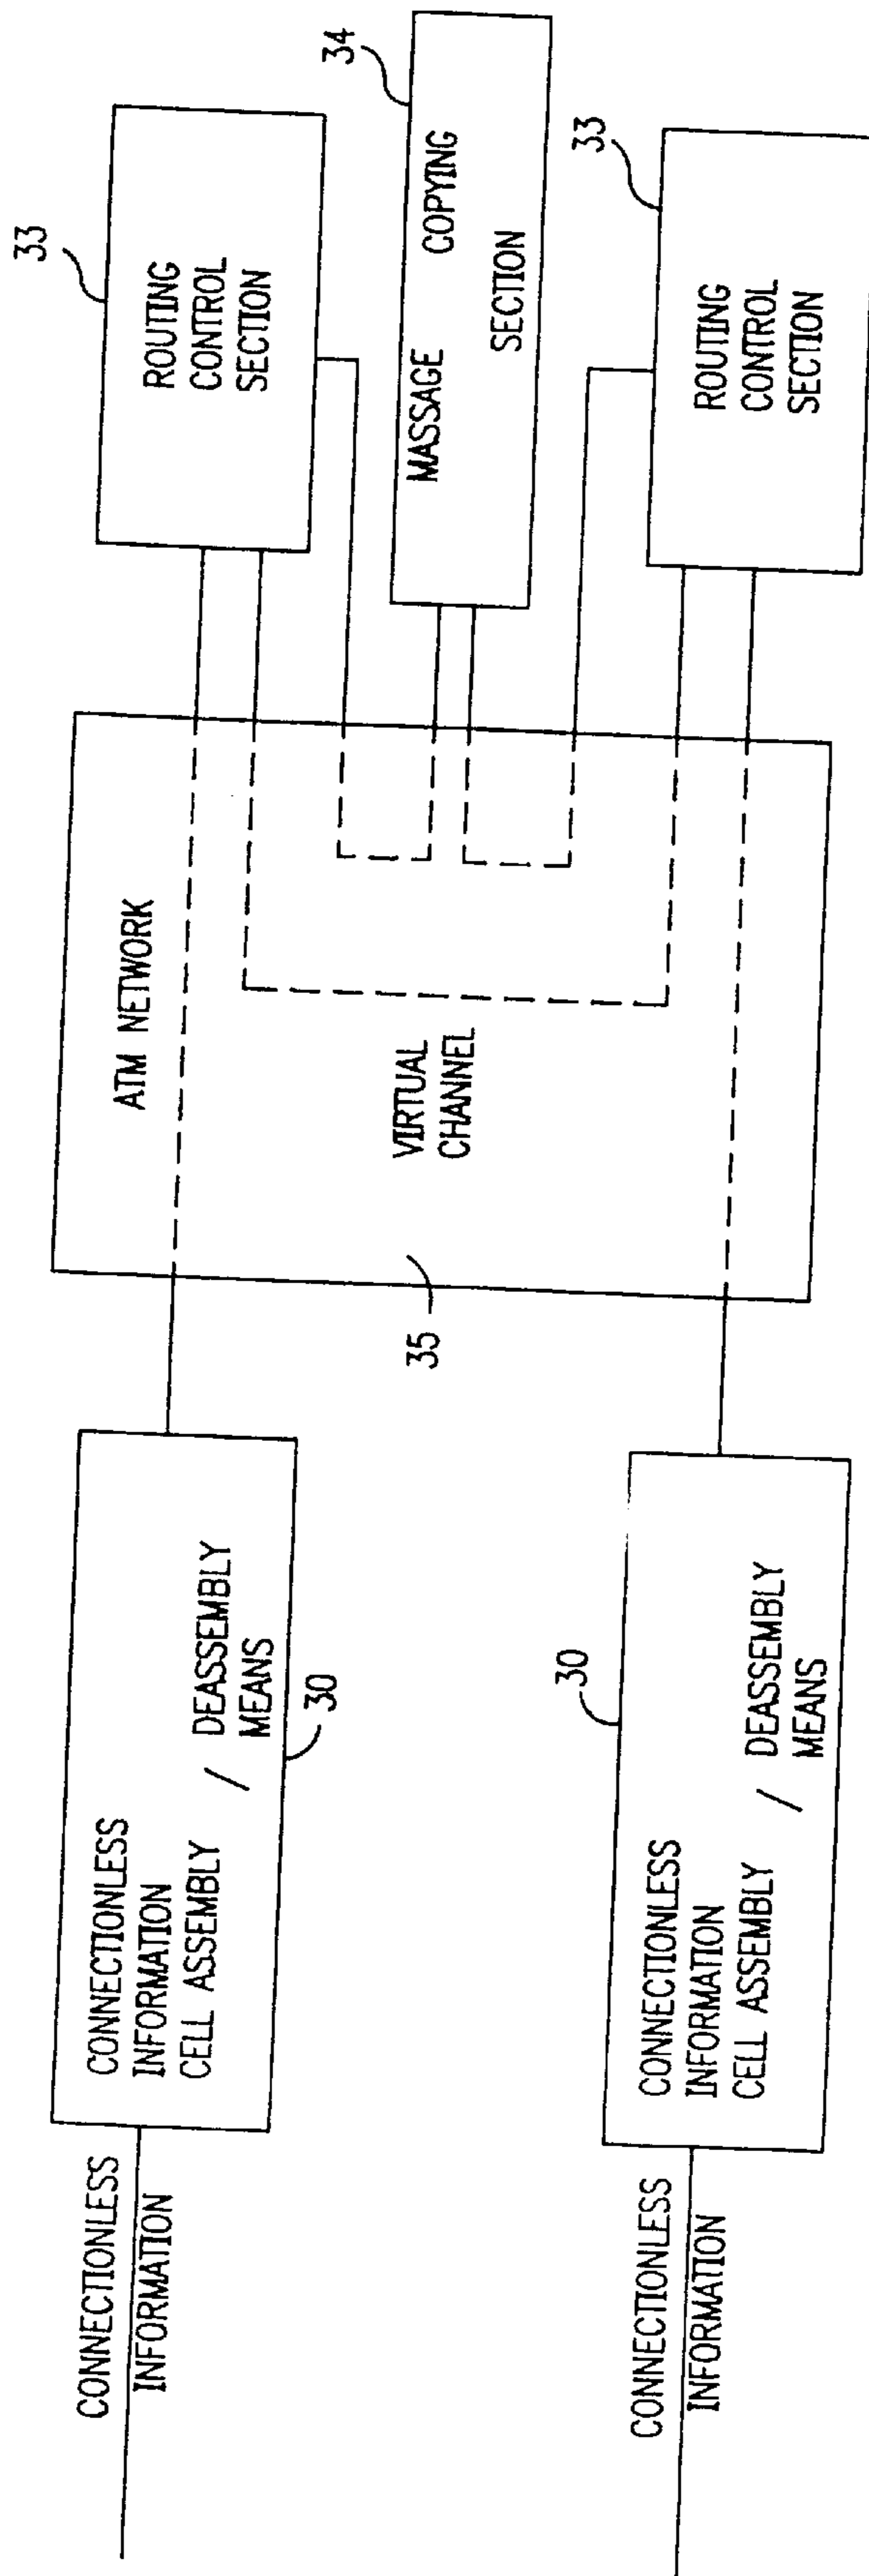 CONNECTIONLESS
INFORMATION
CONNECTIONLESS
INFORMATION
CELL ASSEMBLY
/ DEASSEMBLY
MEANS
30
ATM NETWORK
VIRTUAL
CHANNEL
35
33
ROUTING
CONTROL
SECTION
34
MASSAGE COPYING
SECTION
CONNECTIONLESS
INFORMATION
CONNECTIONLESS
INFORMATION
CELL ASSEMBLY
/ DEASSEMBLY
MEANS
30
33
ROUTING
CONTROL
SECTION